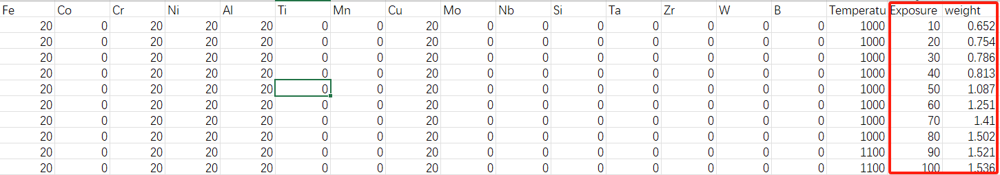 Fe Co Cr Ni Al Ti Mn Cu Mo Nb Si Ta Zr W B Temperatu Exposure weight
20 0 20 20 20 0 0 20 0 0 0 0 0 0 0 1000 10 0.652
20 0 20 20 20 0 0 20 0 0 0 0 0 0 0 1000 20 0.754
20 0 20 20 20 0 0 20 0 0 0 0 0 0 0 1000 30 0.786
20 0 20 20 20 0 0 20 0 0 0 0 0 0 0 1000 40 0.813
20 0 20 20 20 0 0 20 0 0 0 0 0 0 0 1000 50 1.087
20 0 20 20 20 0 0 20 0 0 0 0 0 0 0 1000 60 1.251
20 0 20 20 20 0 0 20 0 0 0 0 0 0 0 1000 70 1.41
20 0 20 20 20 0 0 20 0 0 0 0 0 0 0 1000 80 1.502
20 0 20 20 20 0 0 20 0 0 0 0 0 0 0 1100 90 1.521
20 0 20 20 20 0 0 20 0 0 0 0 0 0 0 1100 100 1.536